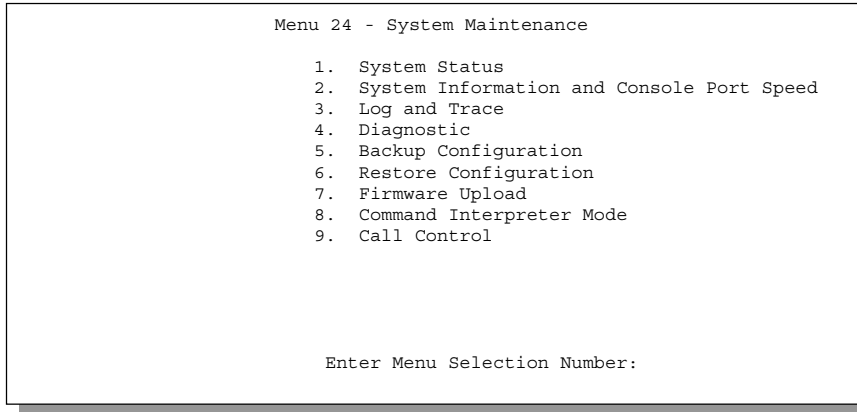 Menu 24 - System Maintenance
1. System Status
2. System Information and Console Port Speed
3. Log and Trace
4. Diagnostic
5. Backup Configuration
6. Restore Configuration
7. Firmware Upload
8. Command Interpreter Mode
9. Call Control
Enter Menu Selection Number: